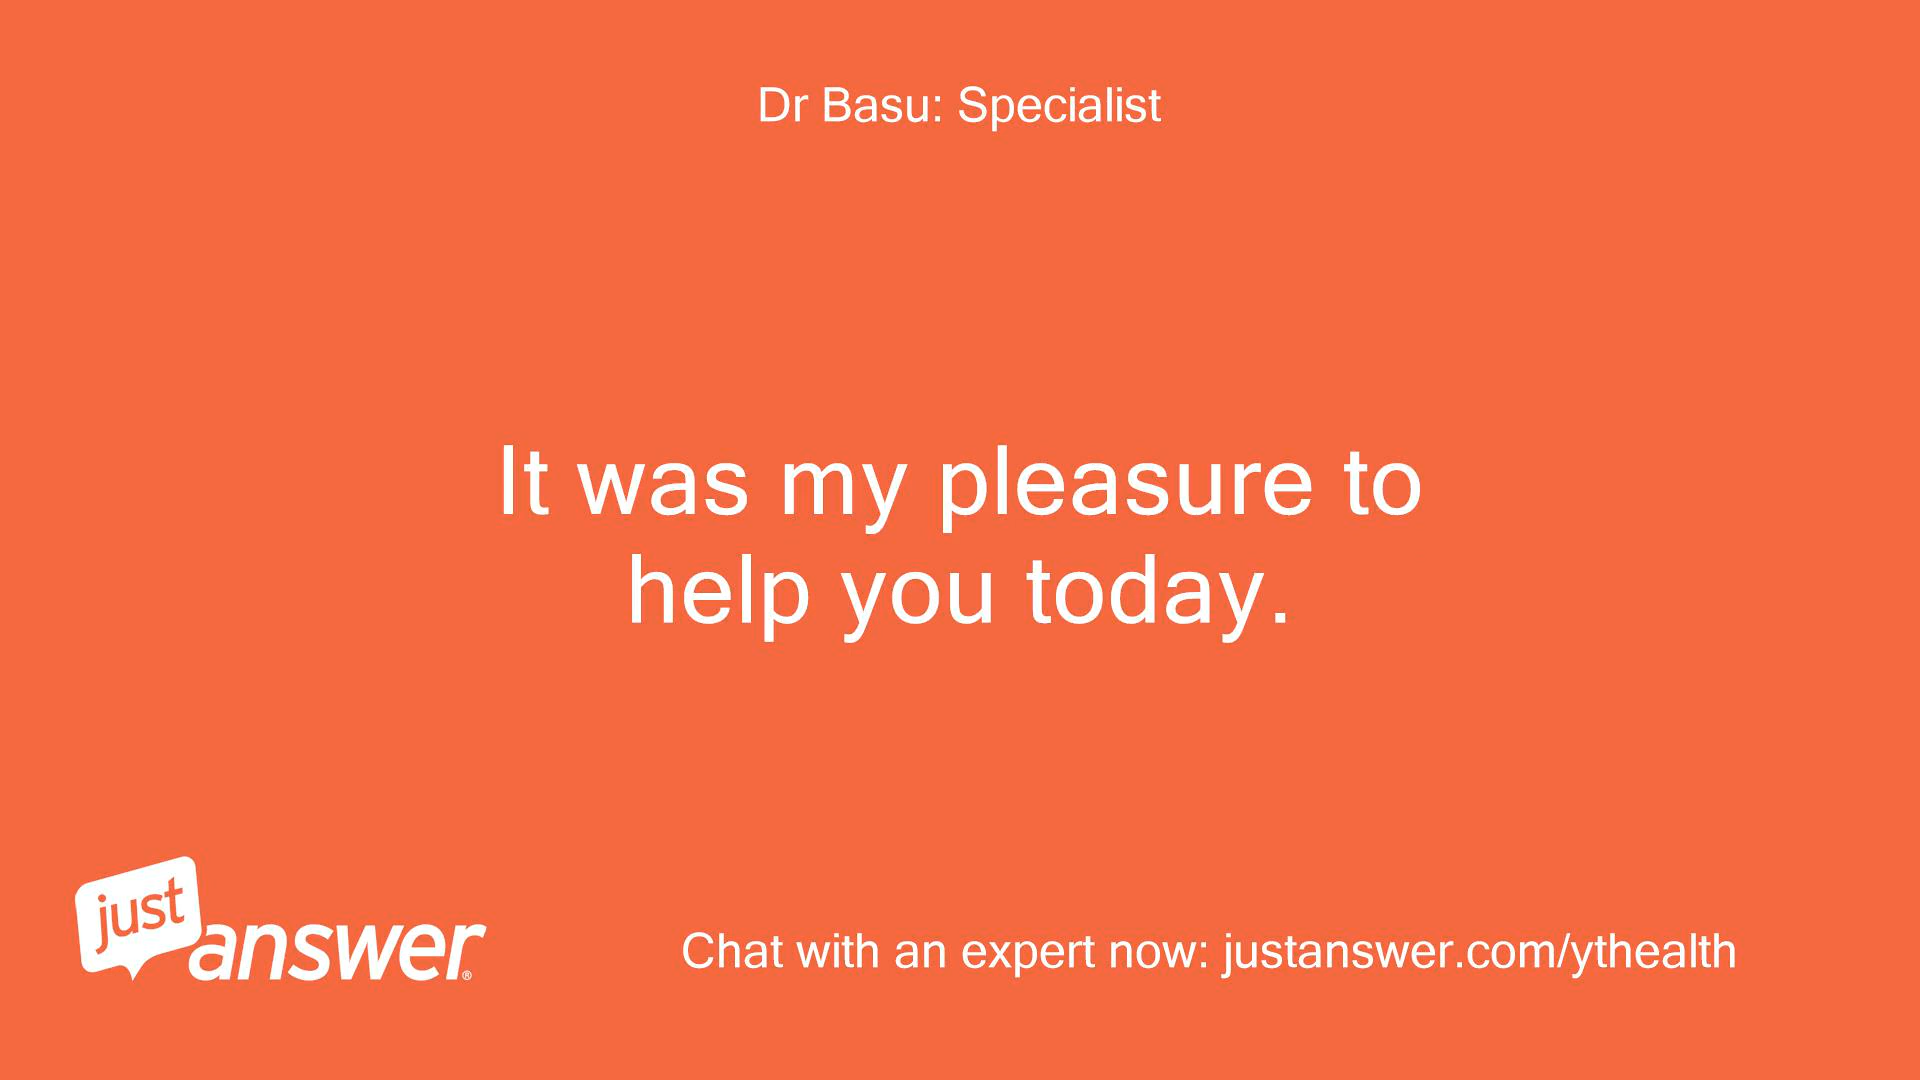 Dr Basu: Specialist
It was my pleasure to
help you today.
just
answer®
Chat with an expert now: justanswer.com/ythealth